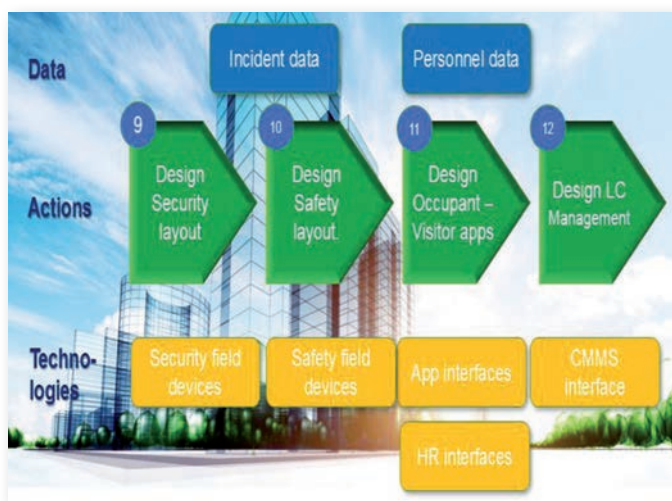 Data
Incident data
Personnel data
Actions
9
Design
Security
layout
10
Design
Safety
layout.
11
Design
Occupant –
Visitor apps
12
Design LC
Management
Techno-
logies
Security field
devices
Safety field
devices
App interfaces
CMMS
interface
HR interfaces